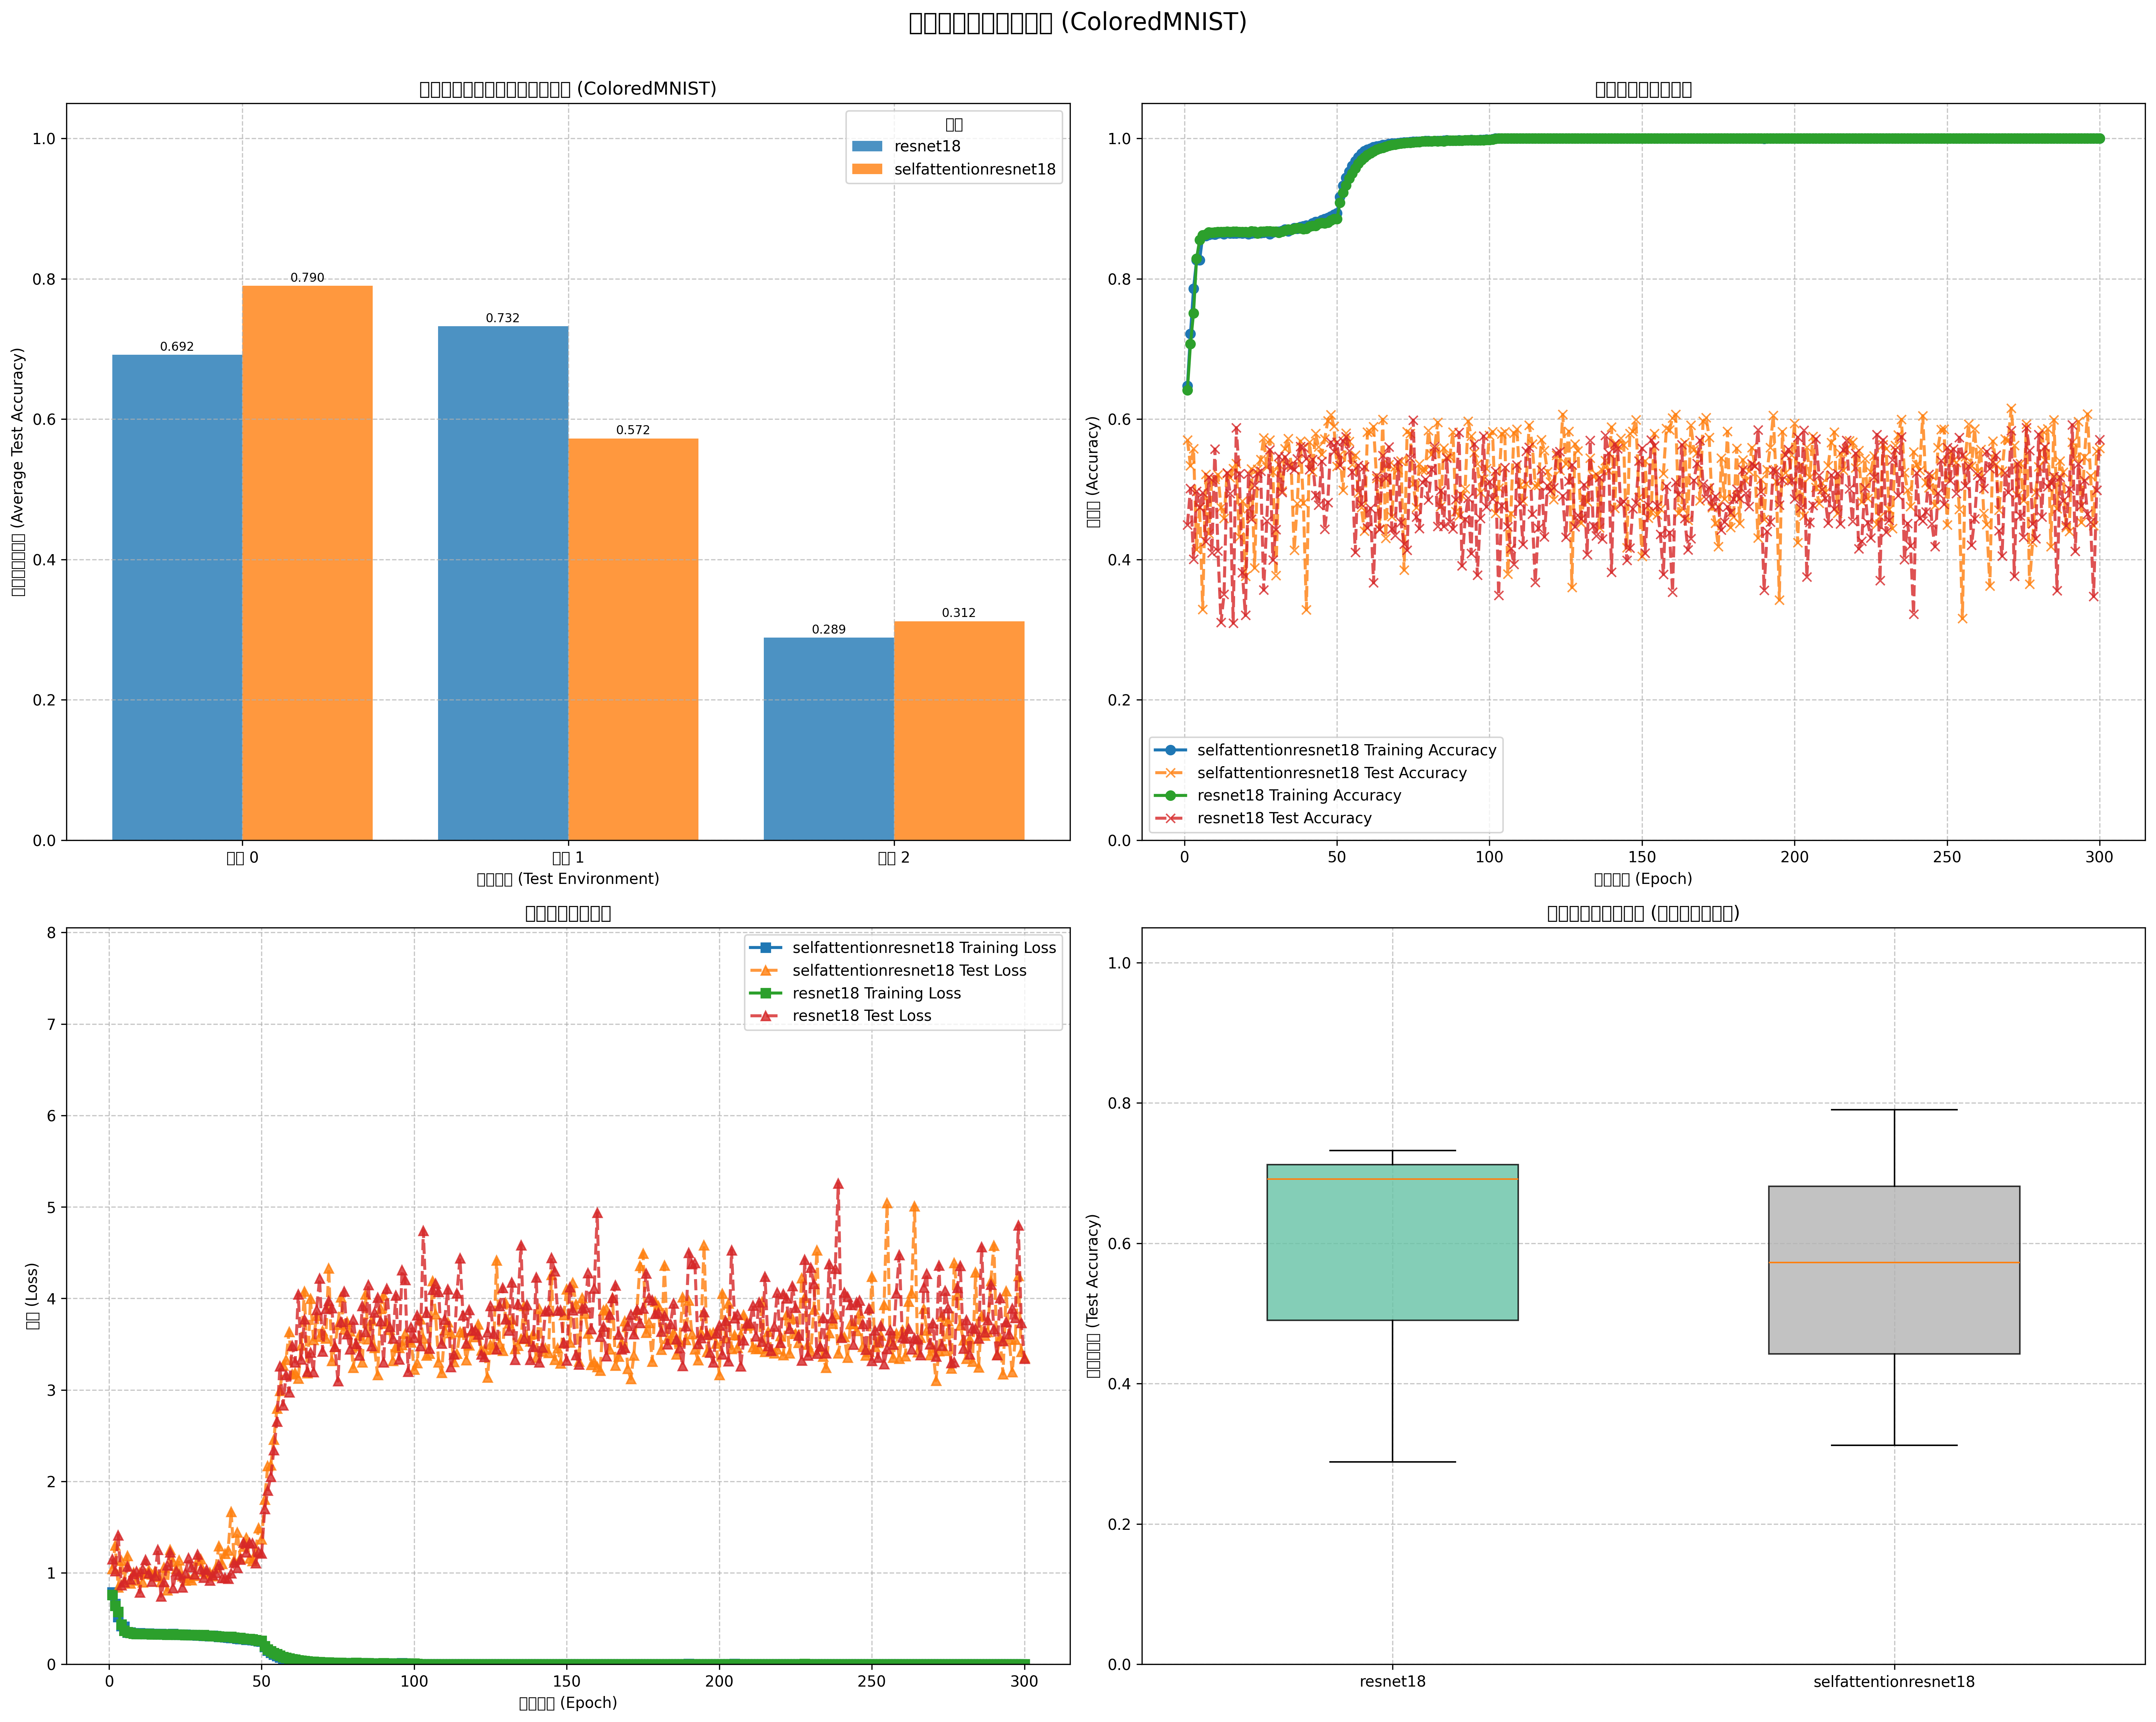 (ColoredMNIST)
(ColoredMNIST)
resnet18
selfattentionresnet18
(Average Test Accuracy)
1.0
0.8
0.6
0.4
0.2
0.0
0.692
0.790
0.732
0.572
0.289
0.312
0
1
2
(Test Environment)
(Accuracy)
1.0
0.8
0.6
0.4
0.2
0.0
selfattentionresnet18 Training Accuracy
selfattentionresnet18 Test Accuracy
resnet18 Training Accuracy
resnet18 Test Accuracy
0 50 100 150 200 250 300
(Epoch)
(Loss)
8
7
6
5
4
3
2
1
0
selfattentionresnet18 Training Loss
selfattentionresnet18 Test Loss
resnet18 Training Loss
resnet18 Test Loss
0 50 100 150 200 250 300
(Epoch)
(Test Accuracy)
1.0
0.8
0.6
0.4
0.2
0.0
resnet18
selfattentionresnet18